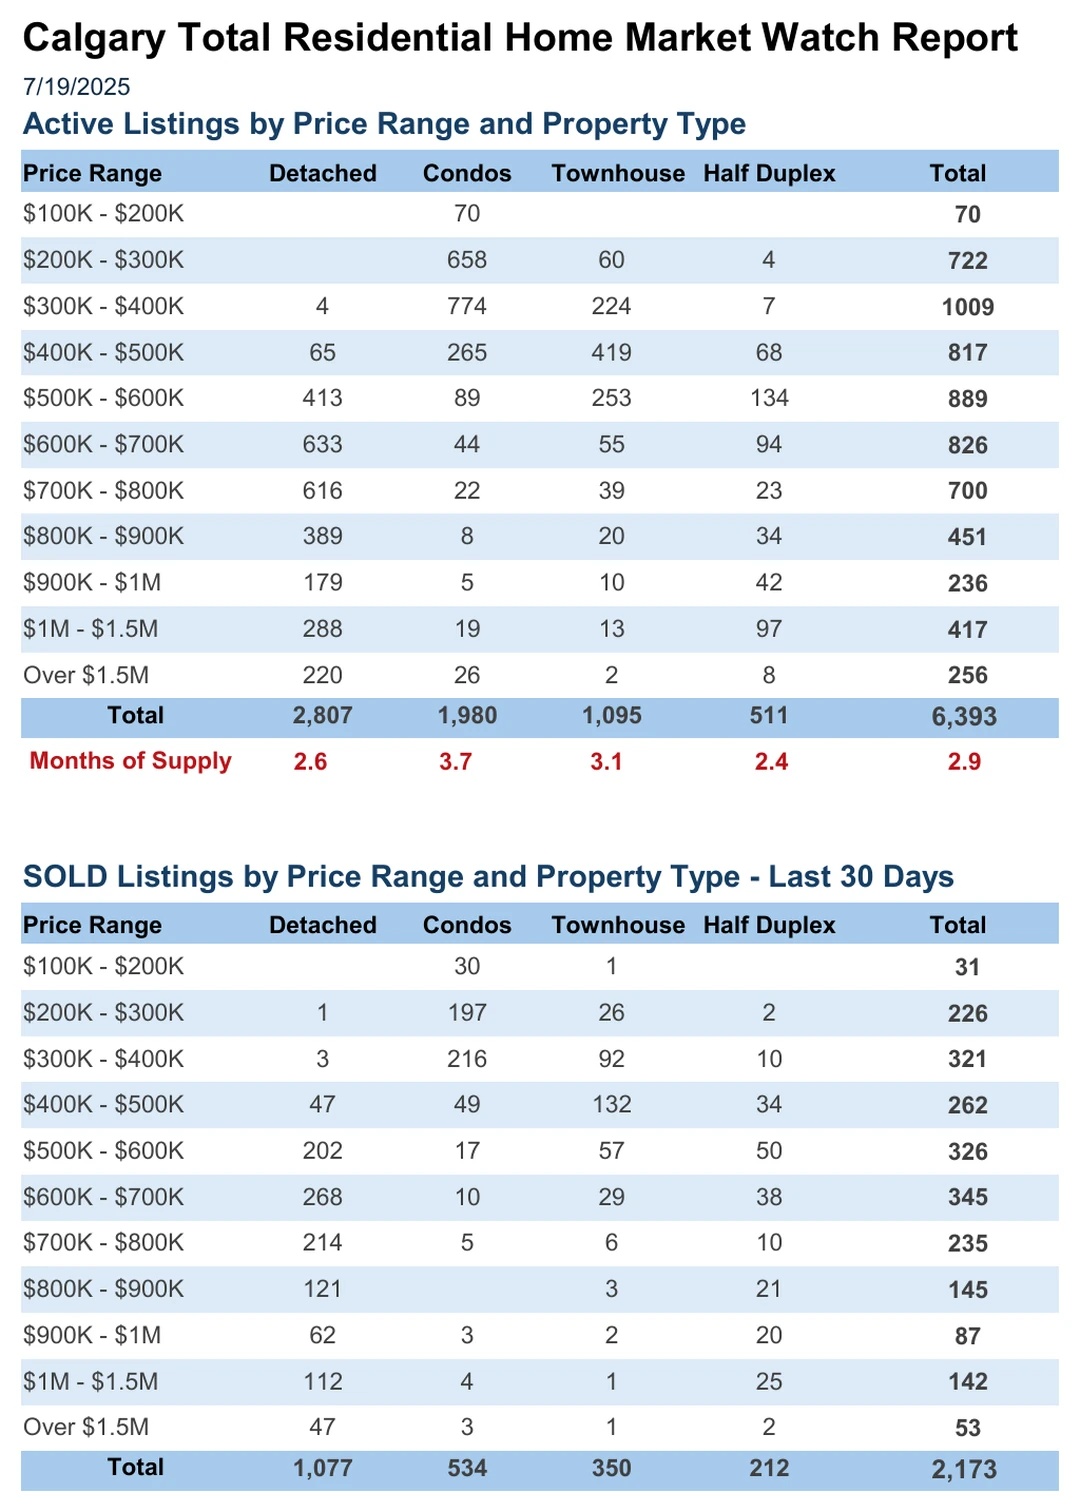 Calgary Total Residential Home Market Watch Report
7/19/2025
Active Listings by Price Range and Property Type
Price Range Detached Condos Townhouse Half Duplex Total
$100K - $200K 70 70
$200K - $300K 658 60 4 722
$300K - $400K 4 774 224 7 1009
$400K - $500K 65 265 419 68 817
$500K - $600K 413 89 253 134 889
$600K - $700K 633 44 55 94 826
$700K - $800K 616 22 39 23 700
$800K - $900K 389 8 20 34 451
$900K - $1M 179 5 10 42 236
$1M - $1.5M 288 19 13 97 417
Over $1.5M 220 26 2 8 256
Total 2,807 1,980 1,095 511 6,393
Months of Supply 2.6 3.7 3.1 2.4 2.9
SOLD Listings by Price Range and Property Type - Last 30 Days
Price Range Detached Condos Townhouse Half Duplex Total
$100K - $200K 30 1 31
$200K - $300K 1 197 26 2 226
$300K - $400K 3 216 92 10 321
$400K - $500K 47 49 132 34 262
$500K - $600K 202 17 57 50 326
$600K - $700K 268 10 29 38 345
$700K - $800K 214 5 6 10 235
$800K - $900K 121 3 21 145
$900K - $1M 62 3 2 20 87
$1M - $1.5M 112 4 1 25 142
Over $1.5M 47 3 1 2 53
Total 1,077 534 350 212 2,173